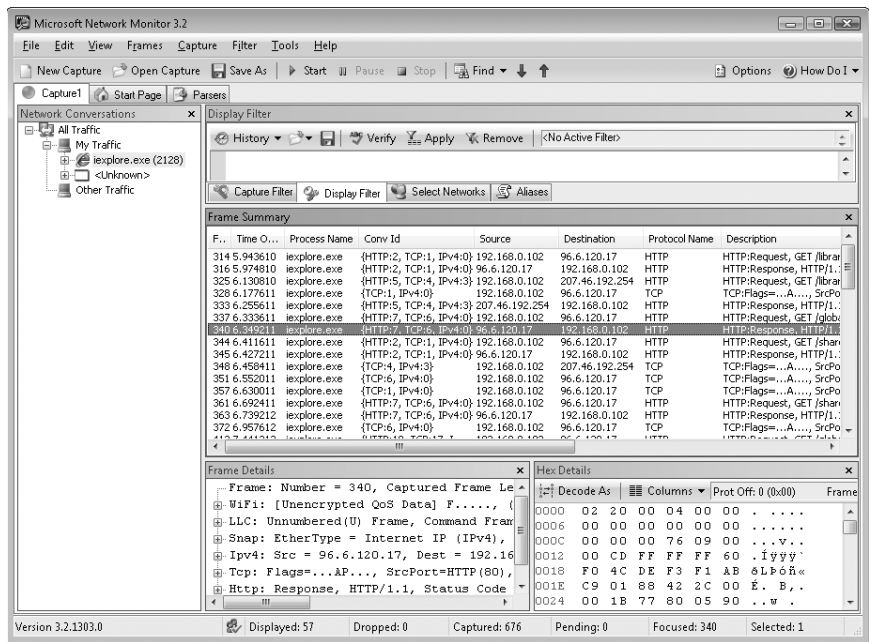 Microsoft Network Monitor 3.2
File Edit View Frames Capture Filter Tools Help
New Capture Open Capture Save As Start Pause Stop Find Options How Do I
Capture1 Start Page Parsers
Network Conversations x
All Traffic
My Traffic
iexplore.exe (2128)
<Unknown>
Other Traffic
Display Filter x
History Verify Apply Remove <No Active Filter>
Capture Filter Display Filter Select Networks Aliases
Frame Summary x
F.. Time O... Process Name Conv Id Source Destination Protocol Name Description
314 5.943610 iexplore.exe {HTTP:2, TCP:1, IPv4:0} 192.168.0.102 96.6.120.17 HTTP HTTP:Request, GET /librar
316 5.974810 iexplore.exe {HTTP:2, TCP:1, IPv4:0} 96.6.120.17 192.168.0.102 HTTP HTTP:Response, HTTP/1.
325 6.130810 iexplore.exe {HTTP:5, TCP:4, IPv4:3} 192.168.0.102 207.46.192.254 HTTP HTTP:Request, GET /librar
328 6.177611 iexplore.exe {TCP:1, IPv4:0} 192.168.0.102 96.6.120.17 TCP TCP:Flags=...A...., SrcPo
333 6.255611 iexplore.exe {HTTP:5, TCP:4, IPv4:3} 207.46.192.254 192.168.0.102 HTTP HTTP:Response, HTTP/1.
337 6.333611 iexplore.exe {HTTP:7, TCP:6, IPv4:0} 192.168.0.102 96.6.120.17 HTTP HTTP:Request, GET /globa
340 6.349211 iexplore.exe {HTTP:7, TCP:6, IPv4:0} 96.6.120.17 192.168.0.102 HTTP HTTP:Response, HTTP/1.
344 6.411611 iexplore.exe {HTTP:2, TCP:1, IPv4:0} 192.168.0.102 96.6.120.17 HTTP HTTP:Request, GET /share
345 6.427211 iexplore.exe {HTTP:2, TCP:1, IPv4:0} 96.6.120.17 192.168.0.102 HTTP HTTP:Response, HTTP/1.
348 6.458411 iexplore.exe {TCP:4, IPv4:3} 192.168.0.102 207.46.192.254 TCP TCP:Flags=...A...., SrcPo
351 6.552011 iexplore.exe {TCP:6, IPv4:0} 192.168.0.102 96.6.120.17 TCP TCP:Flags=...A...., SrcPo
357 6.630011 iexplore.exe {TCP:1, IPv4:0} 192.168.0.102 96.6.120.17 TCP TCP:Flags=...A...., SrcPo
361 6.692411 iexplore.exe {HTTP:7, TCP:6, IPv4:0} 192.168.0.102 96.6.120.17 HTTP HTTP:Request, GET /share
363 6.739212 iexplore.exe {HTTP:7, TCP:6, IPv4:0} 96.6.120.17 192.168.0.102 HTTP HTTP:Response, HTTP/1.
372 6.957612 iexplore.exe {TCP:6, IPv4:0} 192.168.0.102 96.6.120.17 TCP TCP:Flags=...A...., SrcPo
Frame Details x
Frame: Number = 340, Captured Frame Le
WiFi: [Unencrypted QoS Data] F....., (
LLC: Unnumbered(U) Frame, Command Fram
Snap: EtherType = Internet IP (IPv4),
Ipv4: Src = 96.6.120.17, Dest = 192.16
Tcp: Flags=...AP..., SrcPort=HTTP(80),
Http: Response, HTTP/1.1, Status Code
Hex Details x
Decode As Columns Prot Off: 0 (0x00) Frame
0000 02 20 00 04 00 00 . ....
0006 00 00 00 00 00 00 ......
000C 00 00 00 76 09 00 ...v..
0012 00 CD FF FF FF 60 .Íÿÿÿ`
0018 F0 4C DE F3 F1 AB ðLÞóñ«
001E C9 01 88 42 2C 00 É. B,.
0024 00 1B 77 80 05 90 ..w .
Version 3.2.1303.0 Displayed: 57 Dropped: 0 Captured: 676 Pending: 0 Focused: 340 Selected: 1